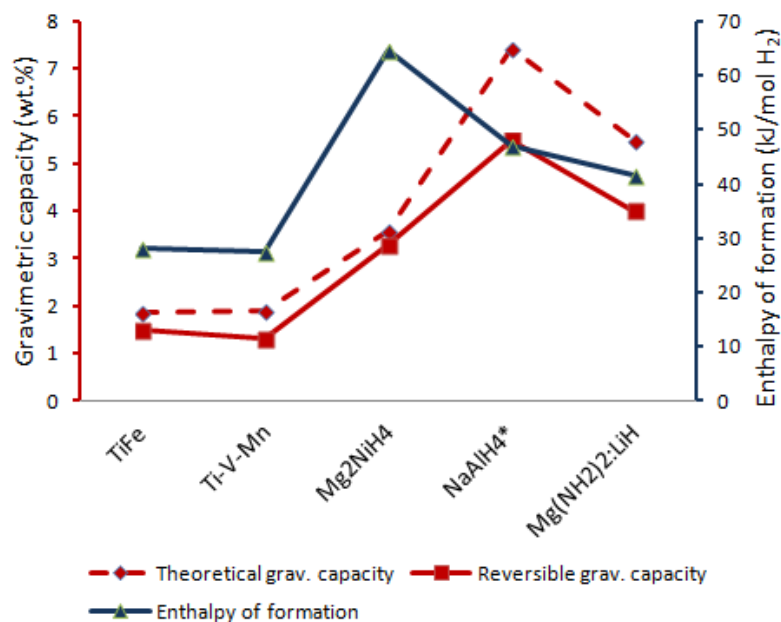 Gravimetric capacity (wt.%)
8
7
6
5
4
3
2
1
0
70
60
50
40
30
20
10
0
Enthalpy of formation (kJ/mol H₂)
TiFe
Ti-V-Mn
Mg2NiH4
NaAlH4*
Mg(NH2)2:LiH
Theoretical grav. capacity
Reversible grav. capacity
Enthalpy of formation